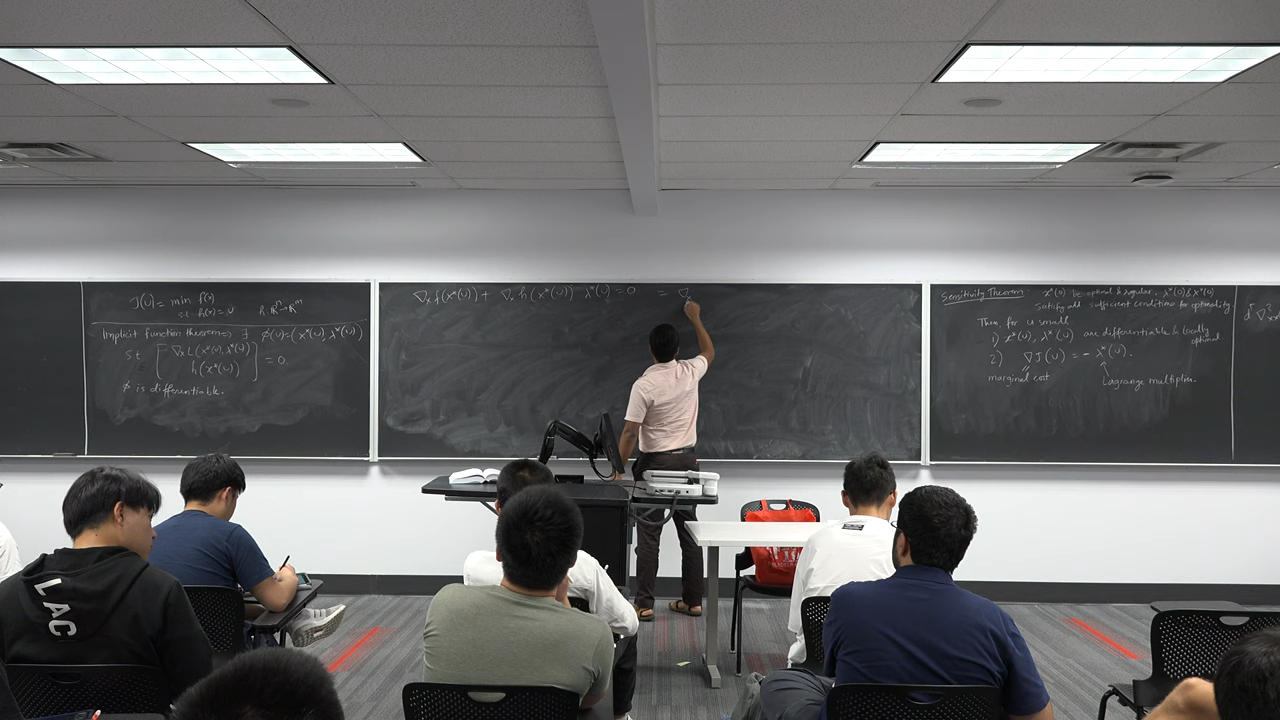 J(u) = min f(x)
s.t. h(x) = u h: Rⁿ→Rᵐ
Implicit function theorem ⇒ ∃ φ(u) = (x*(u), λ*(u))
s.t. [ ∇ₓL(x*(u), λ*(u))
h(x*(u)) ] = 0
φ is differentiable.
∇ₓf(x*(u)) + ∇ₓh(x*(u)) λ*(u) = 0 = ∇
Sensitivity Theorem x*(0) be optimal & regular, x*(0) & λ*(0)
Satisfy all sufficient conditions for optimality
Then for u small
1) x*(u), λ*(u) are differentiable & locally
optimal.
2) ∇J(u) = - λ*(u).
marginal cost Lagrange multiplier.
LAC